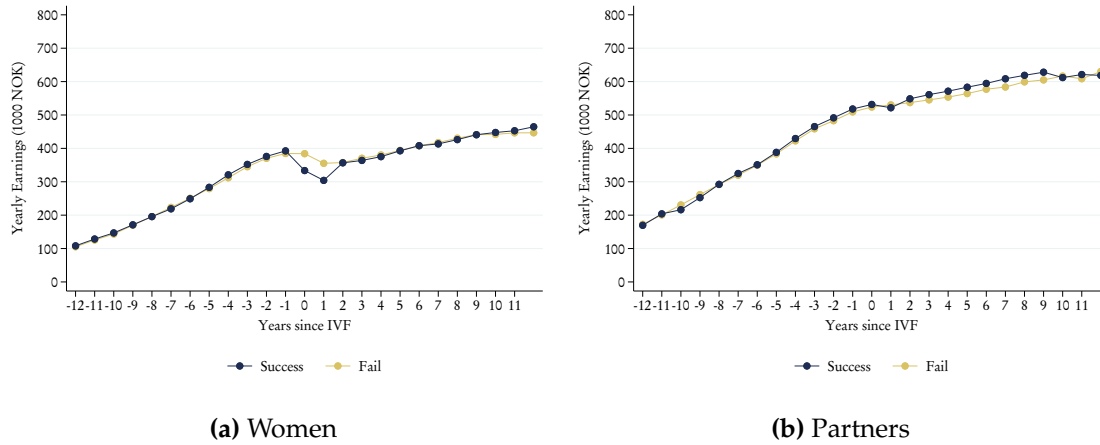 800
700
600
500
400
300
200
100
0
Yearly Earnings (1000 NOK)
-12 -11 -10 -9 -8 -7 -6 -5 -4 -3 -2 -1 0 1 2 3 4 5 6 7 8 9 10 11
Years since IVF
Success Fail
(a) Women
800
700
600
500
400
300
200
100
0
Yearly Earnings (1000 NOK)
-12 -11 -10 -9 -8 -7 -6 -5 -4 -3 -2 -1 0 1 2 3 4 5 6 7 8 9 10 11
Years since IVF
Success Fail
(b) Partners